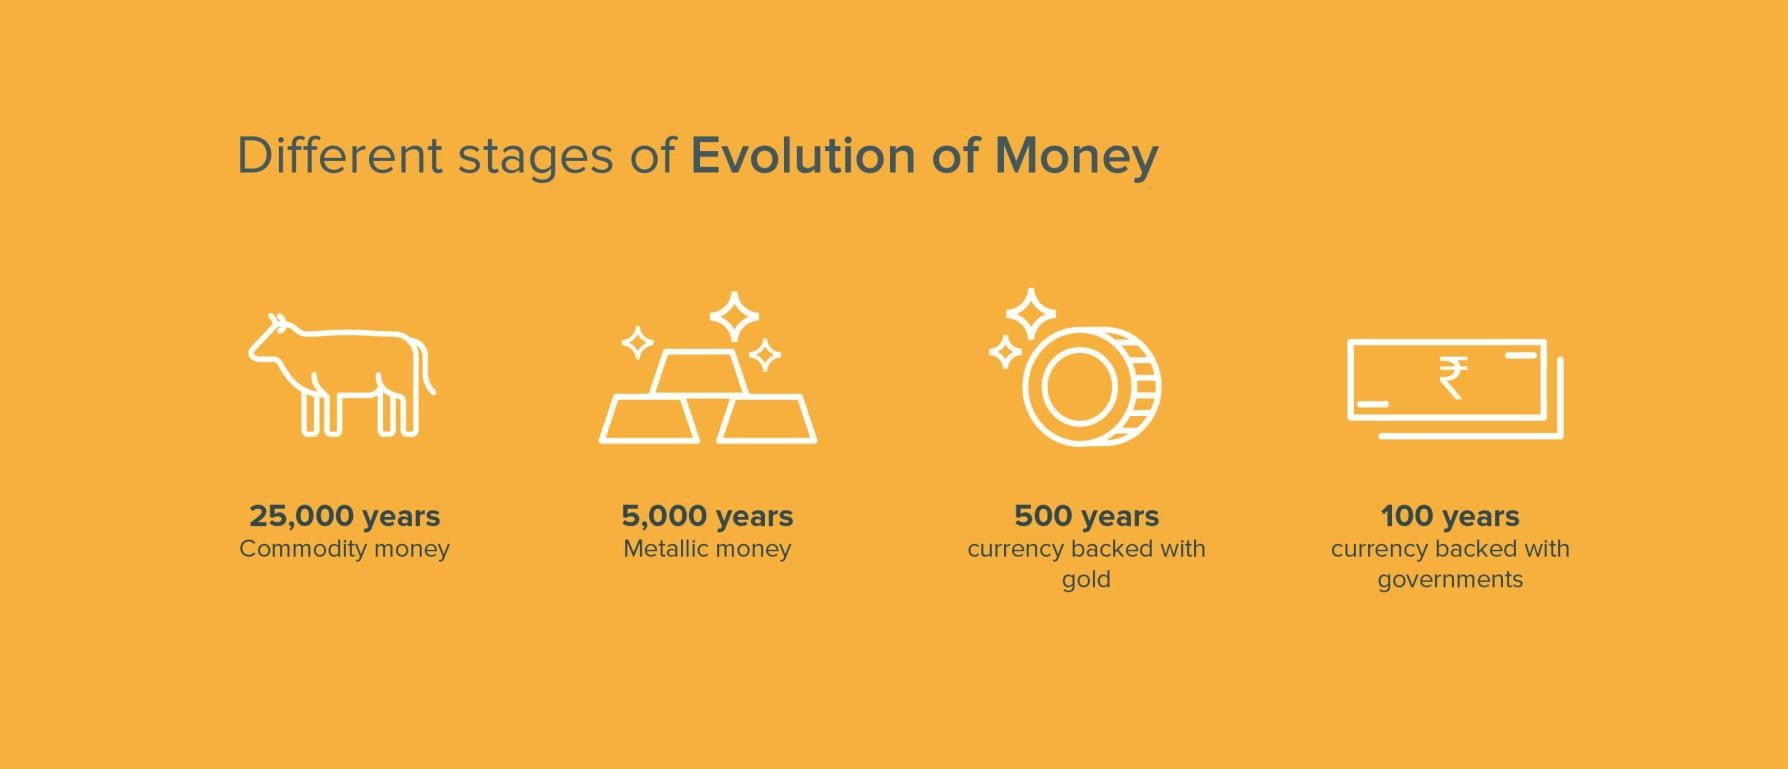 Different stages of Evolution of Money
₹
25,000 years
Commodity money
5,000 years
Metallic money
500 years
currency backed with
gold
100 years
currency backed with
governments